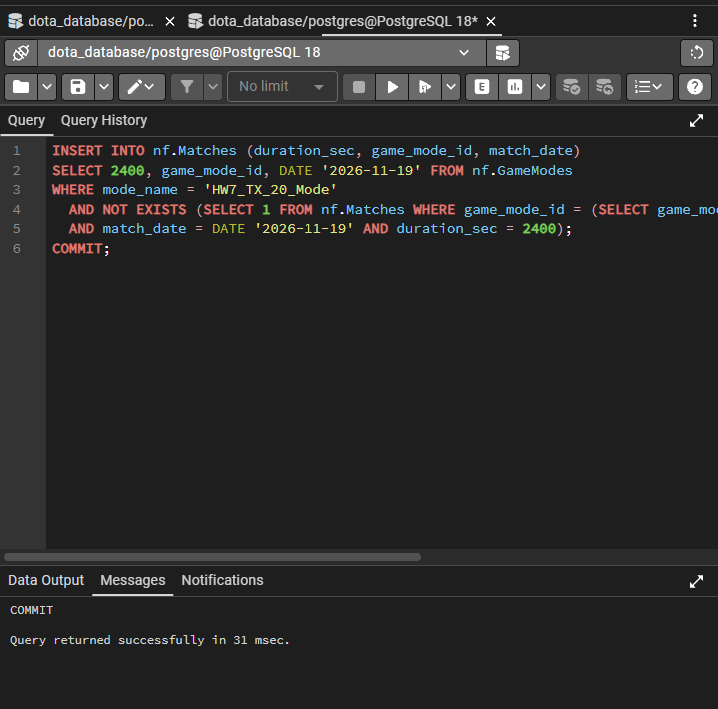 dota_database/po...
dota_database/postgres@PostgreSQL 18*
dota_database/postgres@PostgreSQL 18
No limit
E
Query
Query History
1 INSERT INTO nf.Matches (duration_sec, game_mode_id, match_date)
2 SELECT 2400, game_mode_id, DATE '2026-11-19' FROM nf.GameModes
3 WHERE mode_name = 'HW7_TX_20_Mode'
4 AND NOT EXISTS (SELECT 1 FROM nf.Matches WHERE game_mode_id = (SELECT game_mo
5 AND match_date = DATE '2026-11-19' AND duration_sec = 2400);
6 COMMIT;
Data Output
Messages
Notifications
COMMIT
Query returned successfully in 31 msec.